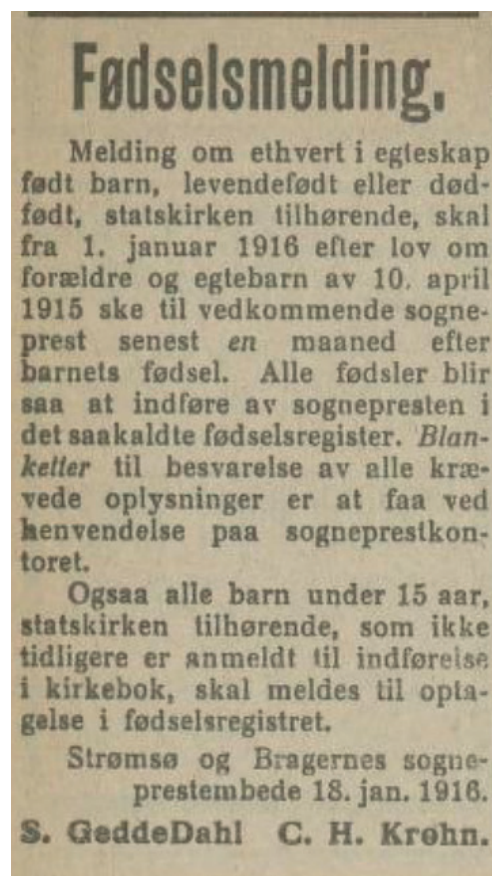 Fødselsmelding.
Melding om ethvert i egteskap
født barn, levendefødt eller død-
født, statskirken tilhørende, skal
fra 1. januar 1916 efter lov om
forældre og egtebarn av 10. april
1915 ske til vedkommende sogne-
prest senest en maaned efter
barnets fødsel. Alle fødsler blir
saa at indføre av sognepresten i
det saakaldte fødselsregister. Blan-
ketter til besvarelse av alle kræ-
vede oplysninger er at faa ved
henvendelse paa sogneprestkon-
toret.
Ogsaa alle barn under 15 aar,
statskirken tilhørende, som ikke
tidligere er anmeldt til indførelse
i kirkebok, skal meldes til opta-
gelse i fødselsregistret.
Strømsø og Bragernes sogne-
prestembede 18. jan. 1916.
S. GeddeDahl C. H. Krohn.